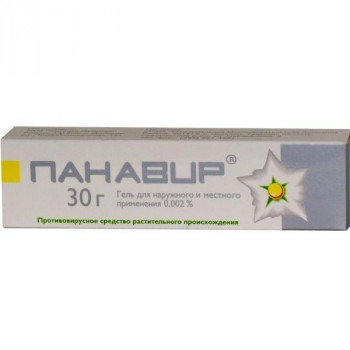 ПАНАВИР®
30 г
Гель для наружного и местного
применения 0,002 %
Противовирусное средство растительного происхождения